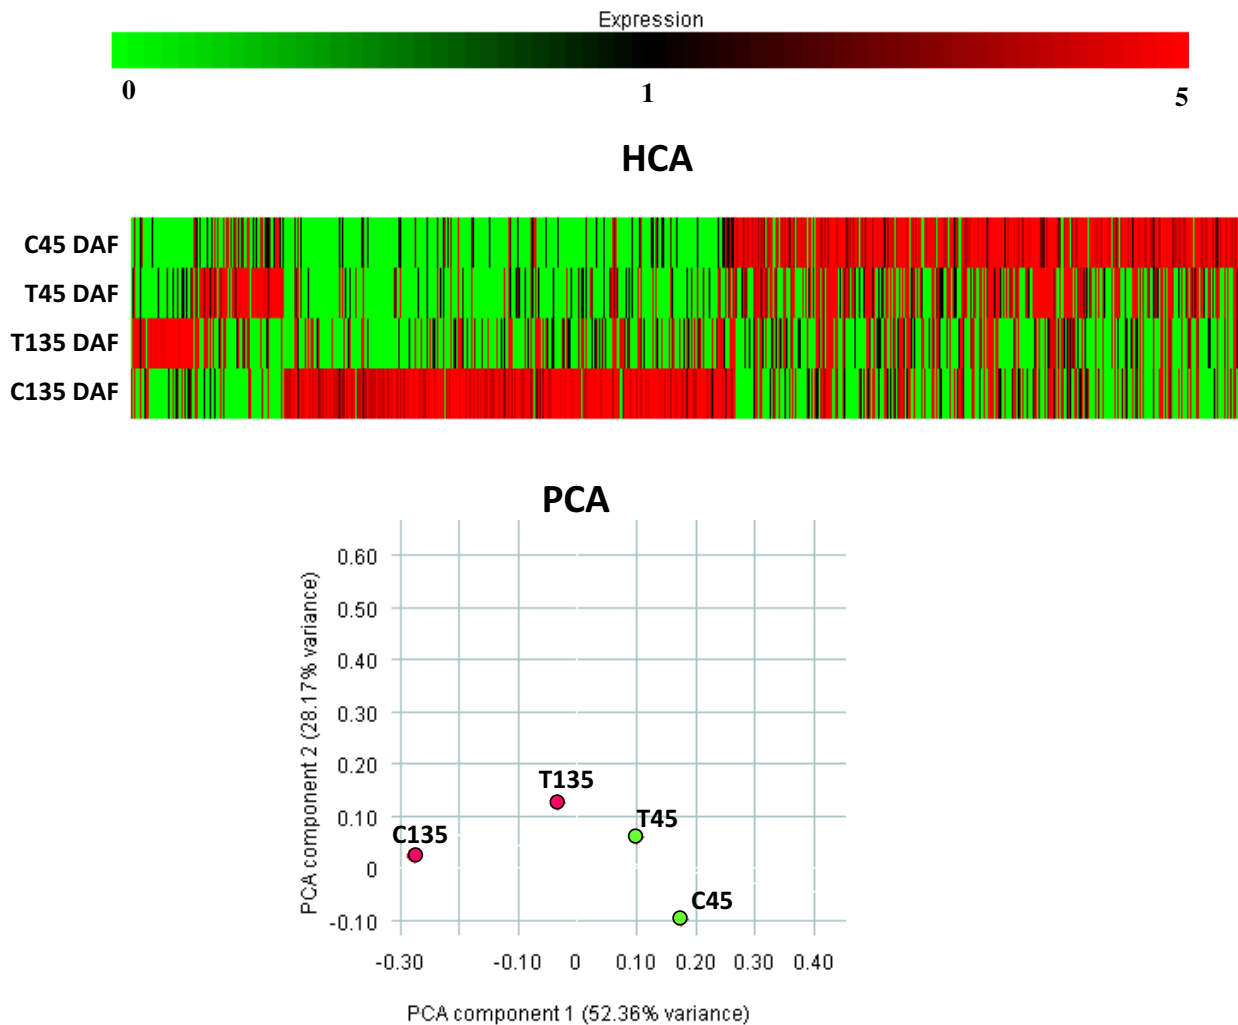 Expression
0 1 5
HCA
C45 DAF
T45 DAF
T135 DAF
C135 DAF
PCA
PCA component 2 (28.17% variance)
0.60
0.50
0.40
0.30
0.20
0.10
0
-0.10
T135
T45
C135
C45
-0.30 -0.10 0 0.10 0.20 0.30 0.40
PCA component 1 (52.36% variance)